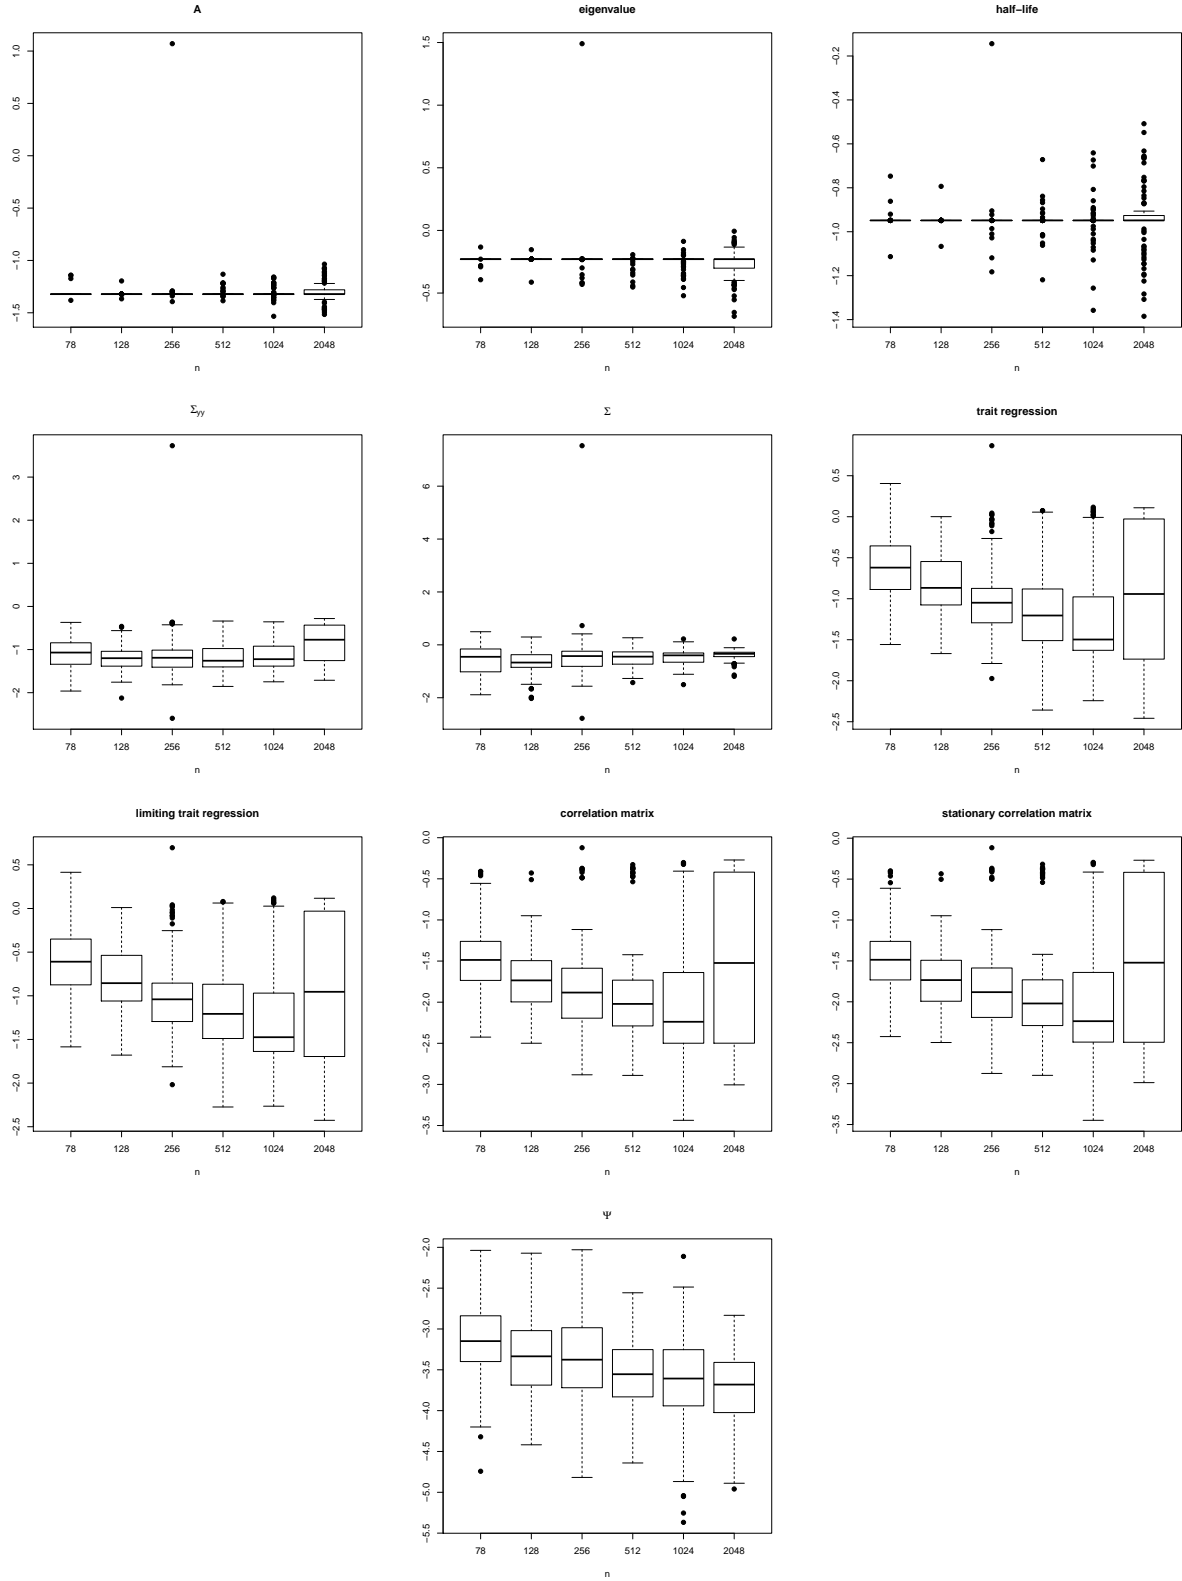 A
1.0
0.5
0.0
−0.5
−1.0
−1.5
78 128 256 512 1024 2048
n
eigenvalue
1.5
1.0
0.5
0.0
−0.5
78 128 256 512 1024 2048
n
half−life
−0.2
−0.4
−0.6
−0.8
−1.0
−1.2
−1.4
78 128 256 512 1024 2048
n
Σyy
3
2
1
0
−1
−2
78 128 256 512 1024 2048
n
Σ
6
4
2
0
−2
78 128 256 512 1024 2048
n
trait regression
0.5
0.0
−0.5
−1.0
−1.5
−2.0
−2.5
78 128 256 512 1024 2048
n
limiting trait regression
0.5
0.0
−0.5
−1.0
−1.5
−2.0
−2.5
78 128 256 512 1024 2048
n
correlation matrix
0.0
−0.5
−1.0
−1.5
−2.0
−2.5
−3.0
−3.5
78 128 256 512 1024 2048
n
stationary correlation matrix
0.0
−0.5
−1.0
−1.5
−2.0
−2.5
−3.0
−3.5
78 128 256 512 1024 2048
n
Ψ
−2.0
−2.5
−3.0
−3.5
−4.0
−4.5
−5.0
−5.5
78 128 256 512 1024 2048
n